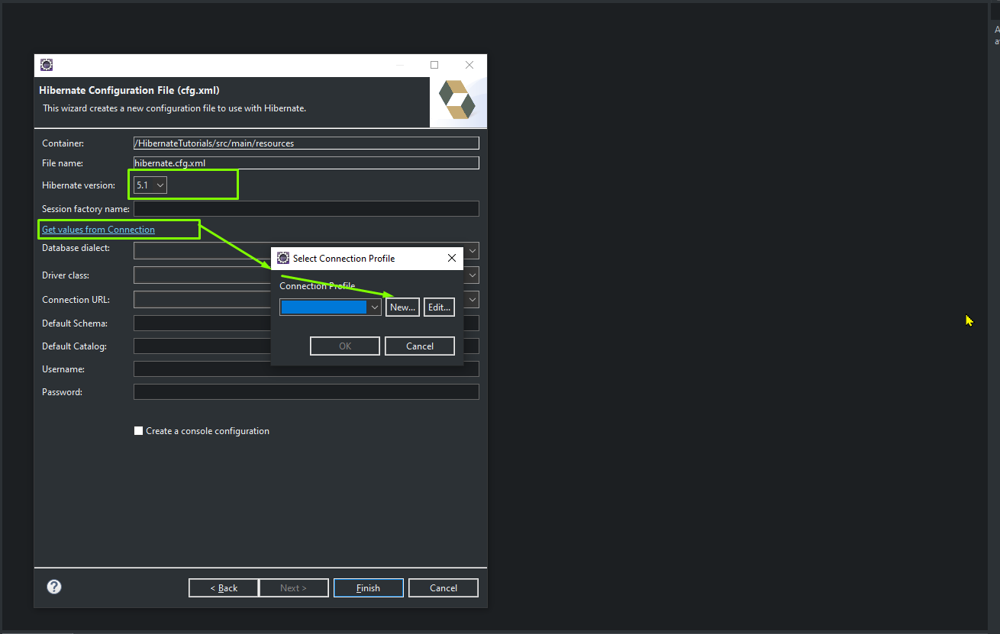 Hibernate Configuration File (cfg.xml)
This wizard creates a new configuration file to use with Hibernate.
Container: /HibernateTutorials/src/main/resources
File name: hibernate.cfg.xml
Hibernate version: 5.1
Session factory name:
Get values from Connection
Database dialect:
Driver class:
Connection URL:
Default Schema:
Default Catalog:
Username:
Password:
Create a console configuration
Select Connection Profile
Connection Profile
New... Edit...
OK Cancel
? < Back Next > Finish Cancel